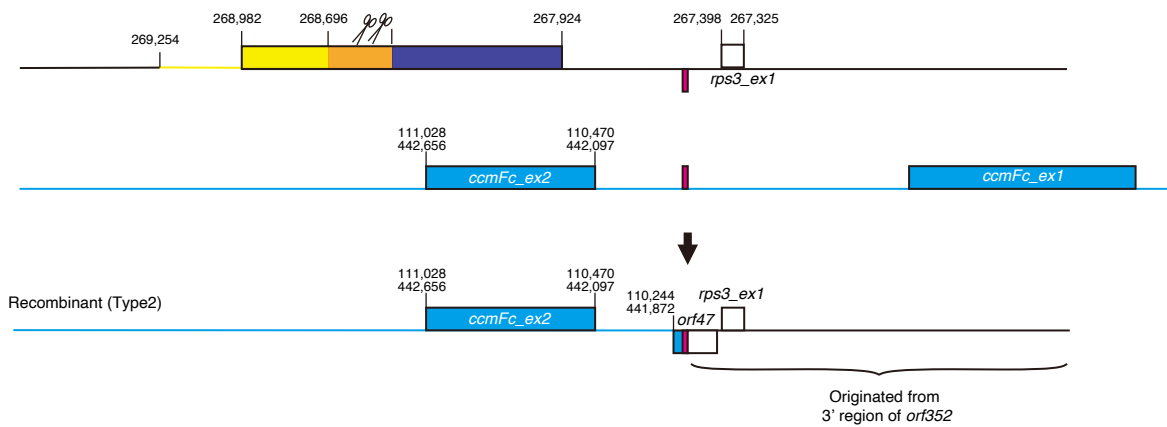 269,254
268,982
268,696
267,924
267,398
267,325
rps3_ex1
111,028
442,656
110,470
442,097
ccmFc_ex2
ccmFc_ex1
Recombinant (Type2)
111,028
442,656
110,470
442,097
ccmFc_ex2
110,244
441,872
orf47
rps3_ex1
Originated from
3' region of orf352